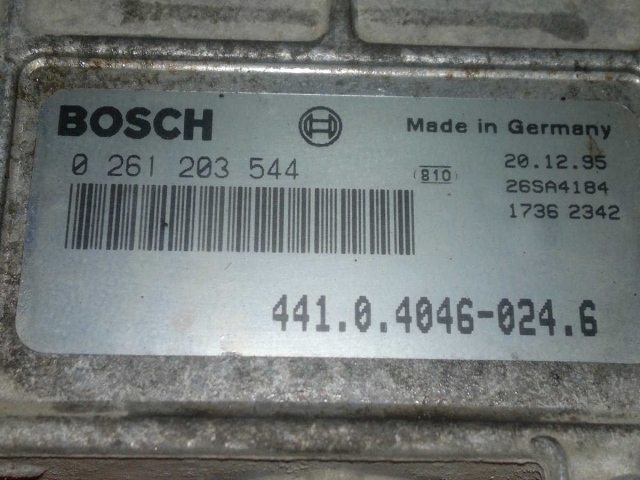 BOSCH
Made in Germany
0 261 203 544
810
20.12.95
26SA4184
1736 2342
441.0.4046-024.6